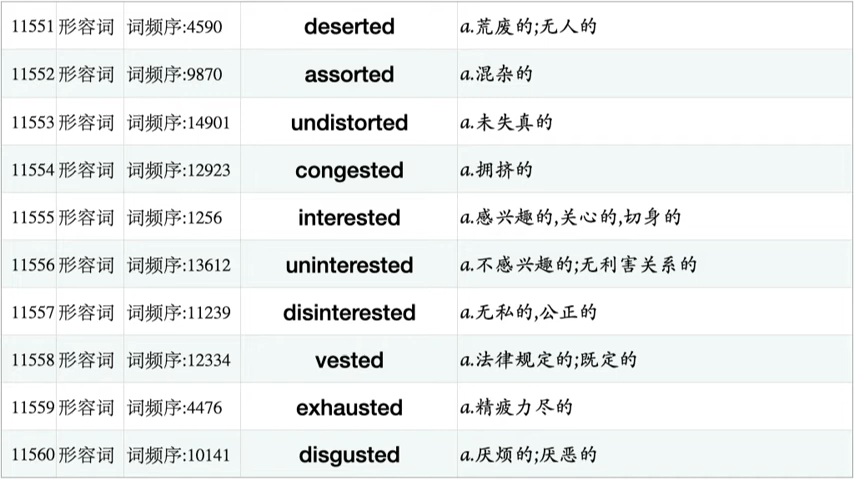 11551 形容词 词频序:4590 deserted a.荒废的;无人的
11552 形容词 词频序:9870 assorted a.混杂的
11553 形容词 词频序:14901 undistorted a.未失真的
11554 形容词 词频序:12923 congested a.拥挤的
11555 形容词 词频序:1256 interested a.感兴趣的,关心的,切身的
11556 形容词 词频序:13612 uninterested a.不感兴趣的;无利害关系的
11557 形容词 词频序:11239 disinterested a.无私的,公正的
11558 形容词 词频序:12334 vested a.法律规定的;既定的
11559 形容词 词频序:4476 exhausted a.精疲力尽的
11560 形容词 词频序:10141 disgusted a.厌烦的;厌恶的